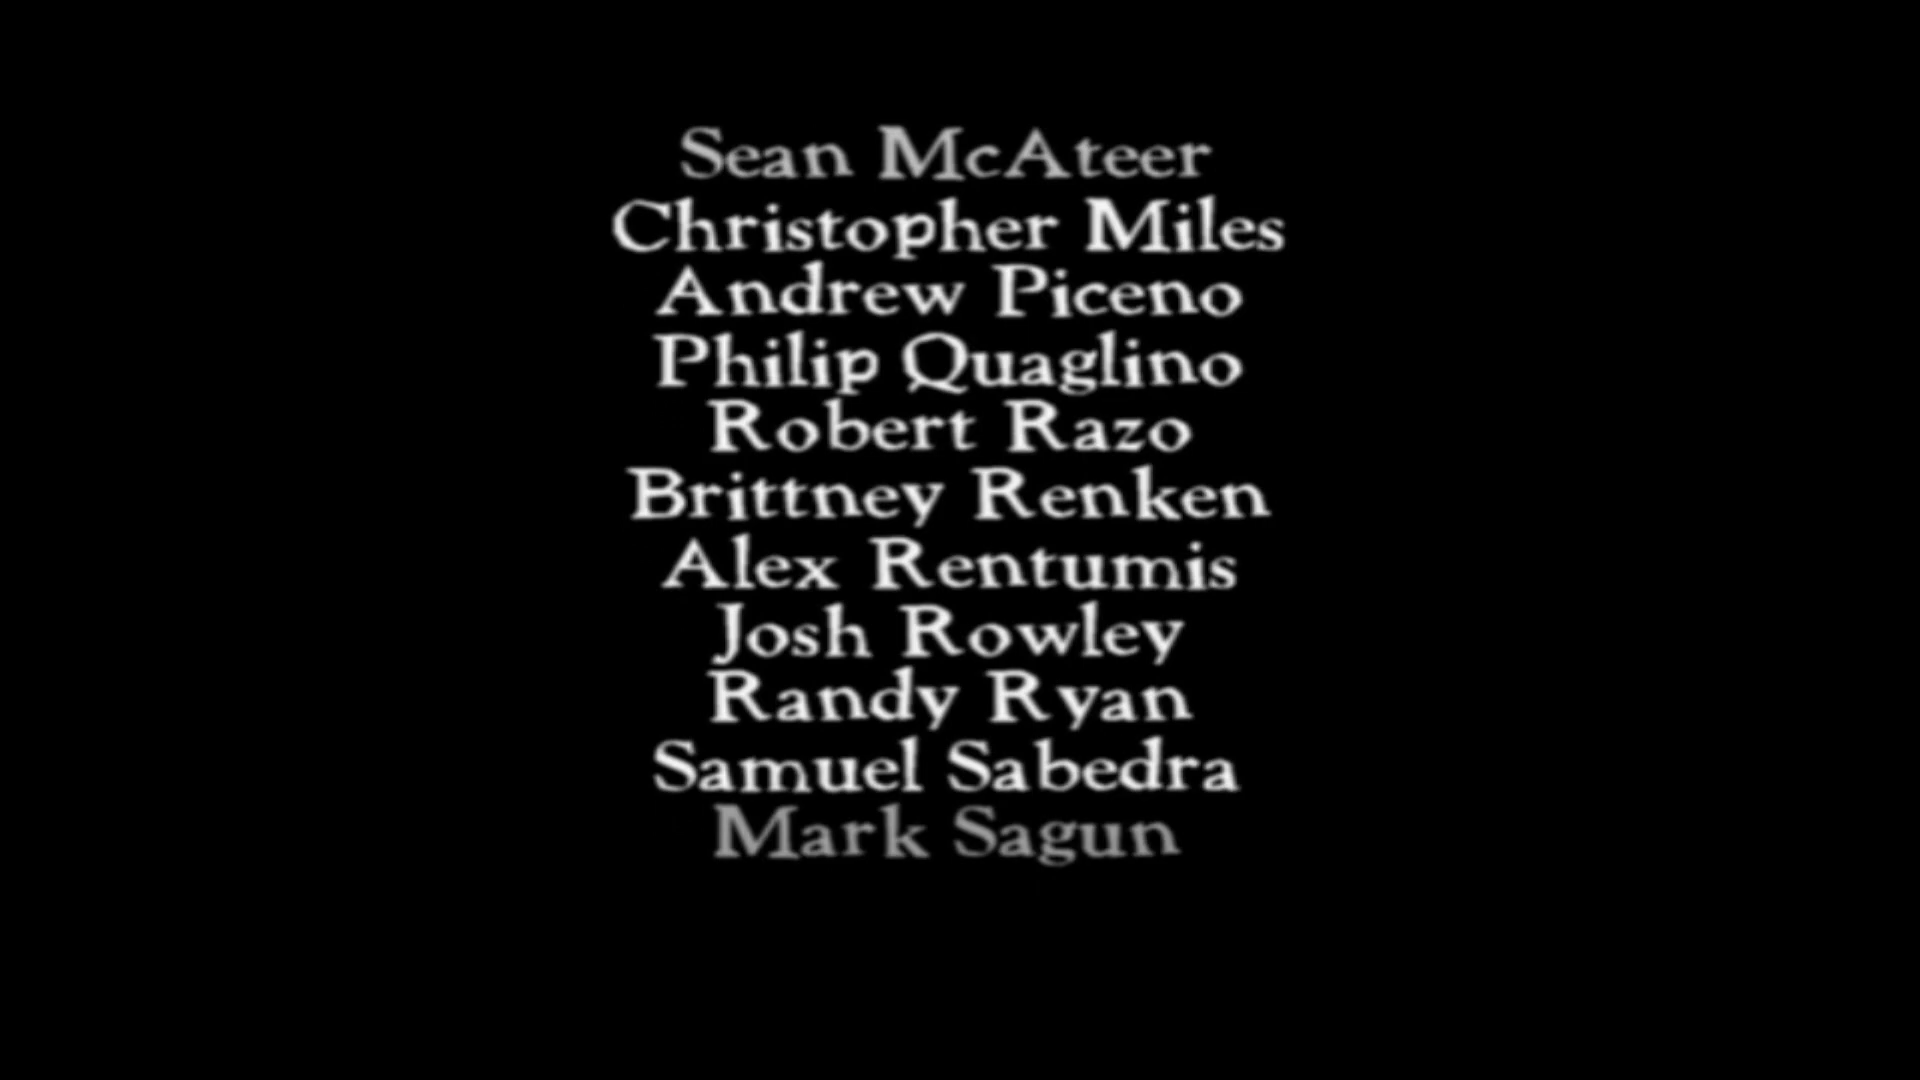 Sean McAteer
Christopher Miles
Andrew Piceno
Philip Quaglino
Robert Razo
Brittney Renken
Alex Rentumis
Josh Rowley
Randy Ryan
Samuel Sabedra
Mark Sagun